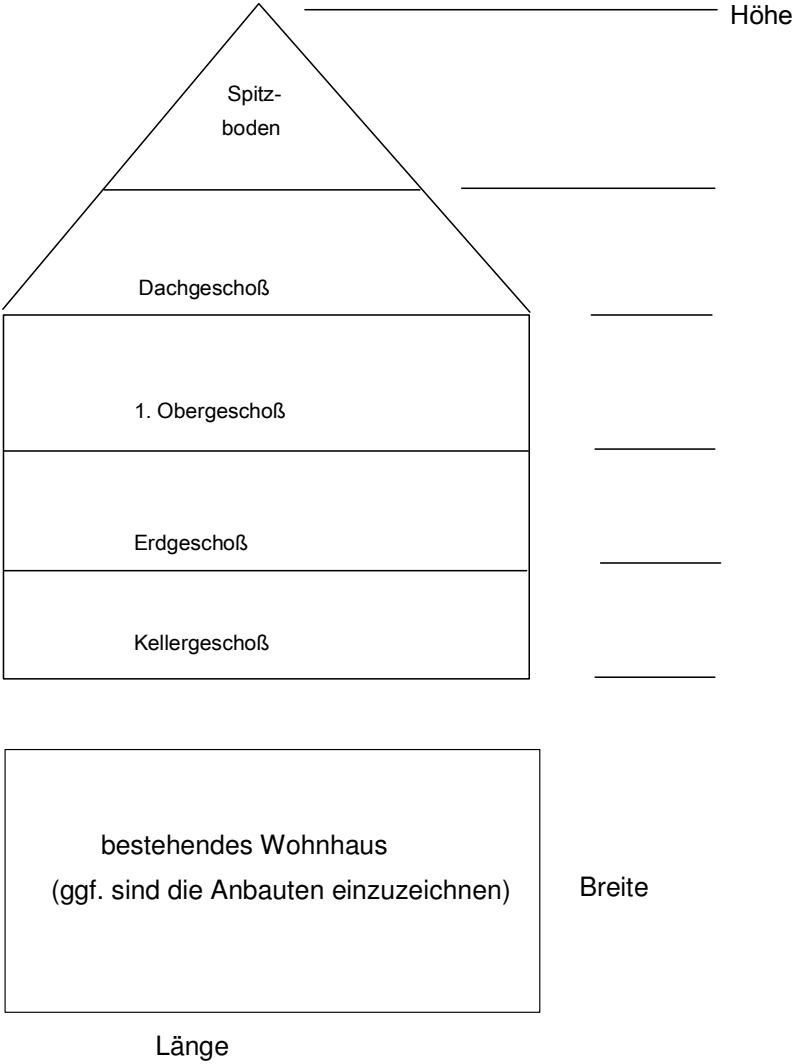 Höhe
Spitz-
boden
Dachgeschoß
1. Obergeschoß
Erdgeschoß
Kellergeschoß
bestehendes Wohnhaus
(ggf. sind die Anbauten einzuzeichnen)
Breite
Länge